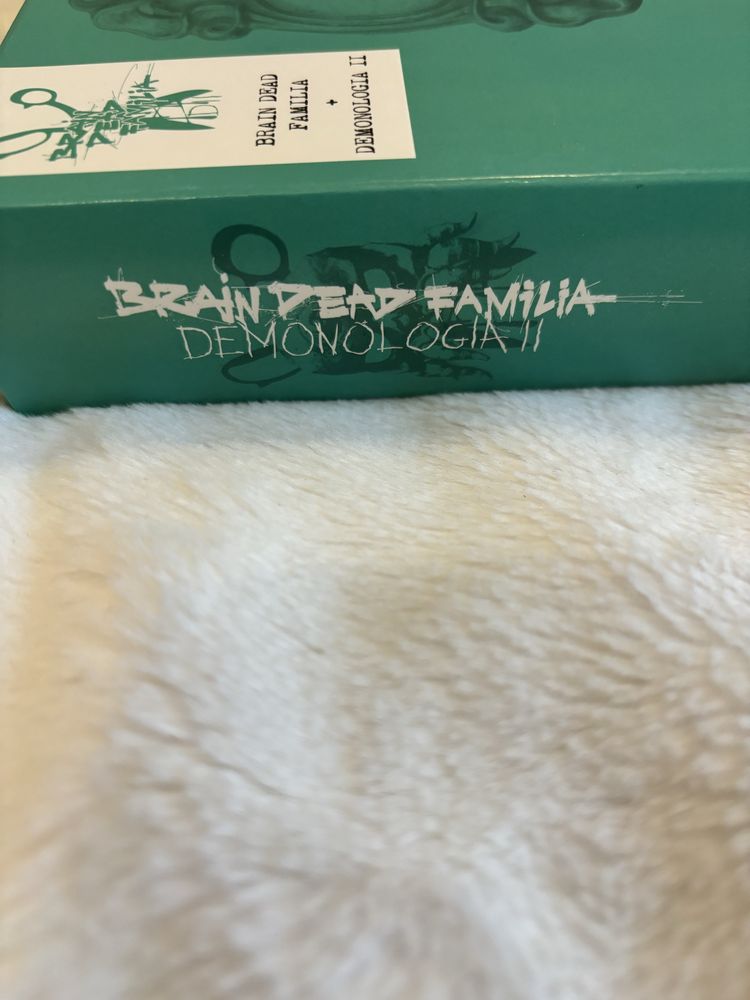 BRAIN DEAD
FAMILIA
+
DEMONOLOGIA II
BRAIN DEAD FAMILIA
DEMONOLOGIA II